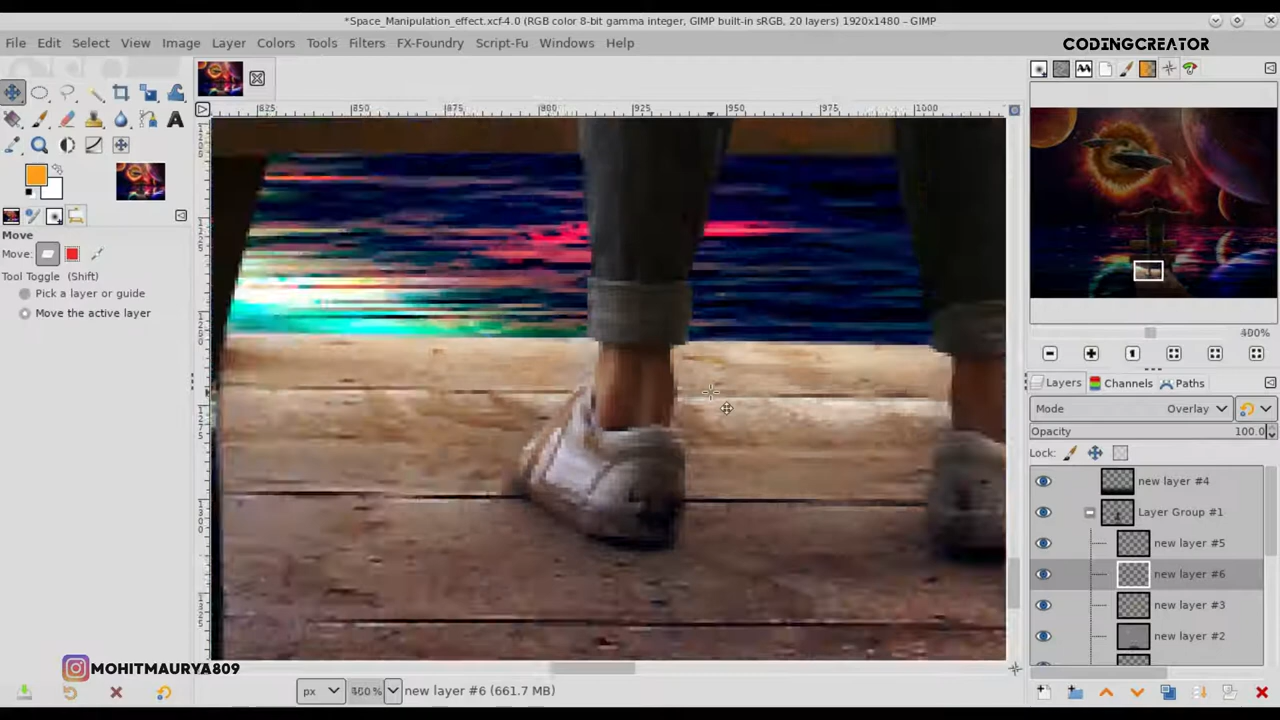 *Space_Manipulation_effect.xcf-4.0 (RGB color 8-bit gamma integer, GIMP built-in sRGB, 20 layers) 1920x1480 – GIMP
File Edit Select View Image Layer Colors Tools Filters FX-Foundry Script-Fu Windows Help
CODINGCREATOR
825 850 875 800 925 950 975 1000
Move
Move:
Tool Toggle (Shift)
Pick a layer or guide
Move the active layer
400%
Layers Channels Paths
Mode Overlay
Opacity 100.0
Lock:
new layer #4
Layer Group #1
new layer #5
new layer #6
new layer #3
new layer #2
MOHITMAURYA809
px 400% new layer #6 (661.7 MB)